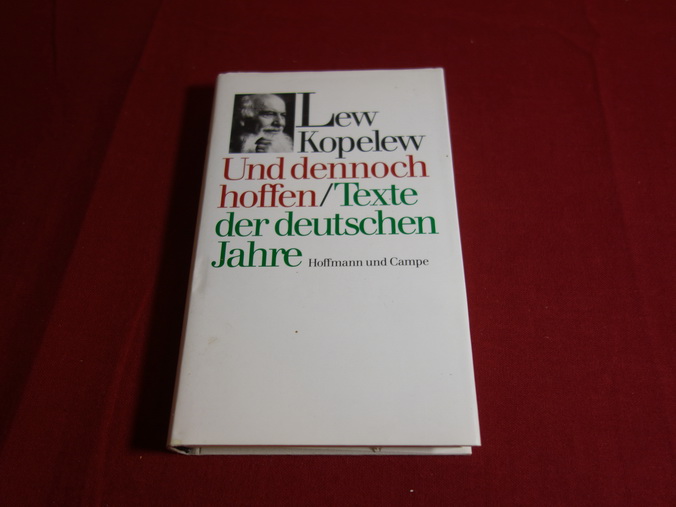 Lew
Kopelew
Und dennoch
hoffen/Texte
der deutschen
Jahre Hoffmann und Campe